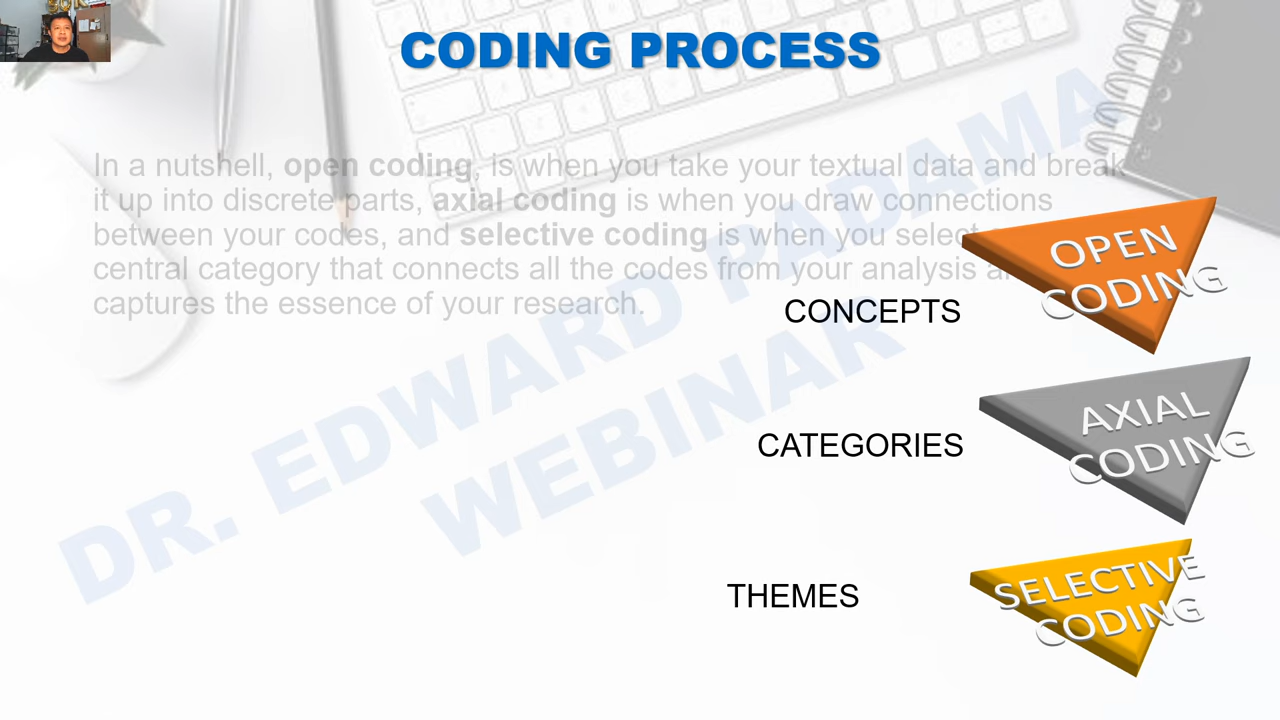 CODING PROCESS
In a nutshell, open coding, is when you take your textual data and break
it up into discrete parts, axial coding is when you draw connections
between your codes, and selective coding is when you select
central category that connects all the codes from your analysis
captures the essence of your research.
OPEN
CODING
CONCEPTS
AXIAL
CODING
CATEGORIES
SELECTIVE
CODING
THEMES
DR. EDWARD PADAMA
WEBINAR